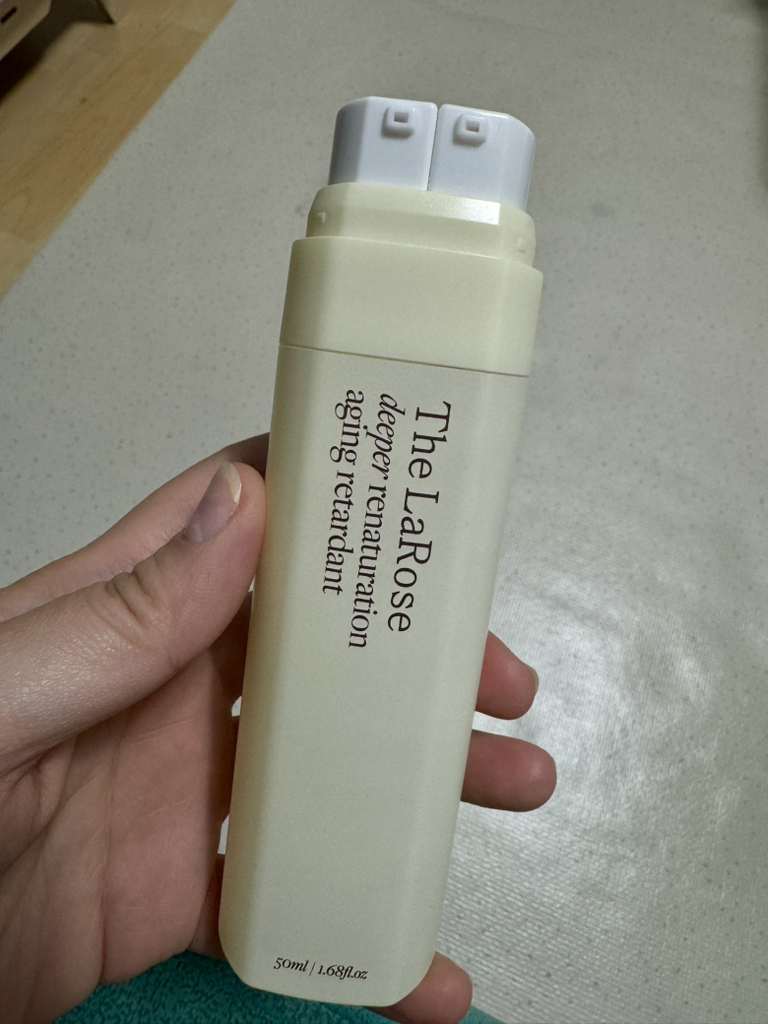 The LaRose
deeper renaturation
aging retardant
50ml | 1.68fl.oz